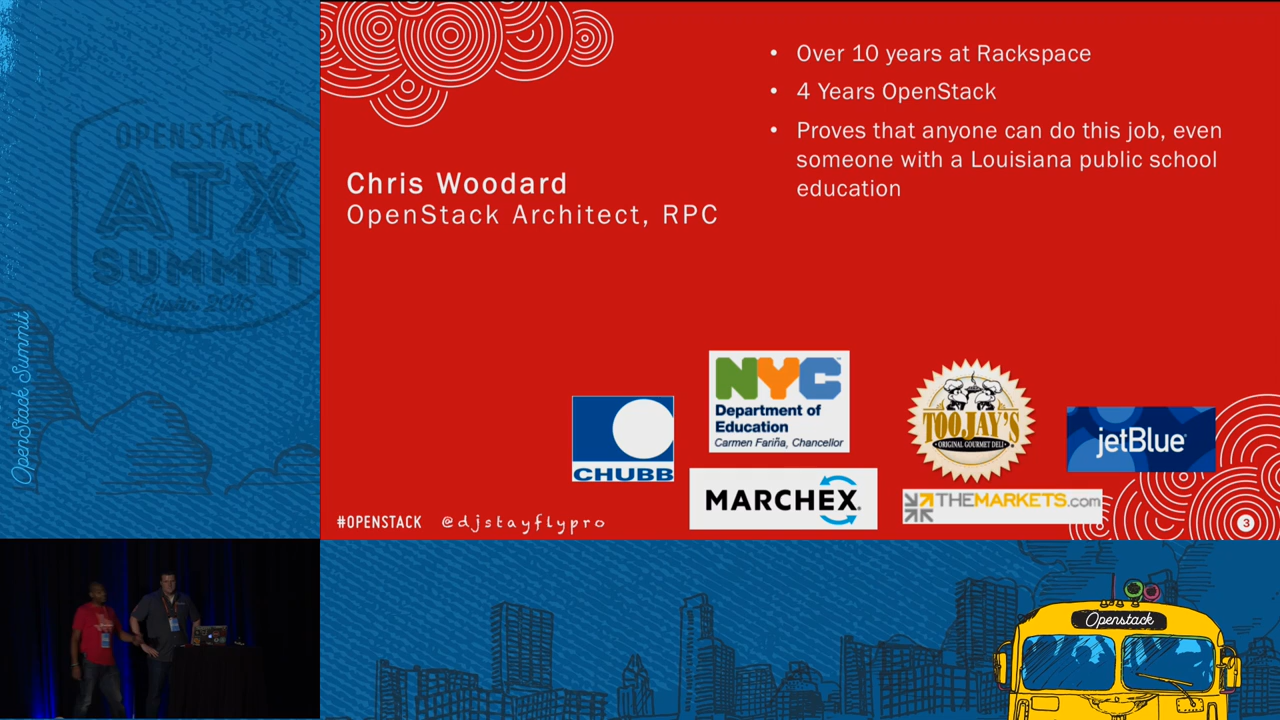 OPENSTACK
ATX
SUMMIT
Austin 2016
OpenStack Summit
Chris Woodard
OpenStack Architect, RPC
• Over 10 years at Rackspace
• 4 Years OpenStack
• Proves that anyone can do this job, even
someone with a Louisiana public school
education
CHUBB
NYC
Department of
Education
Carmen Fariña, Chancellor
MARCHEX
TOOJAY'S
ORIGINAL GOURMET DELI
THEMARKETS.com
jetBlue
#OPENSTACK @djstayflypro
3
Openstack